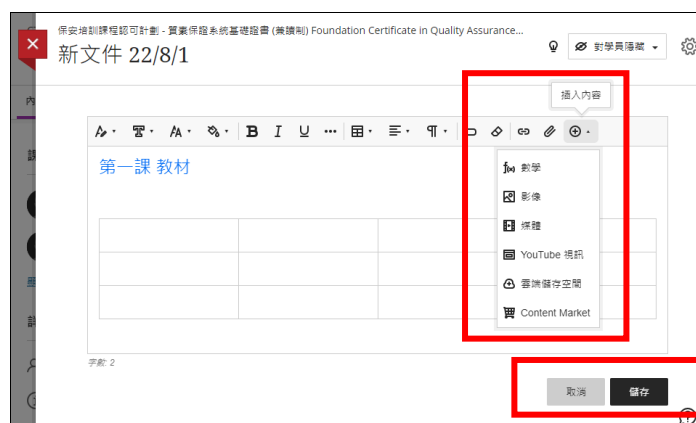 保安培訓課程認可計劃 - 質素保證系統基礎證書 (兼讀制) Foundation Certificate in Quality Assurance...
新文件 22/8/1
對學員隱藏
插入內容
B I U
第一課 教材
數學
影像
媒體
YouTube 視訊
雲端儲存空間
Content Market
字數: 2
取消
儲存
內